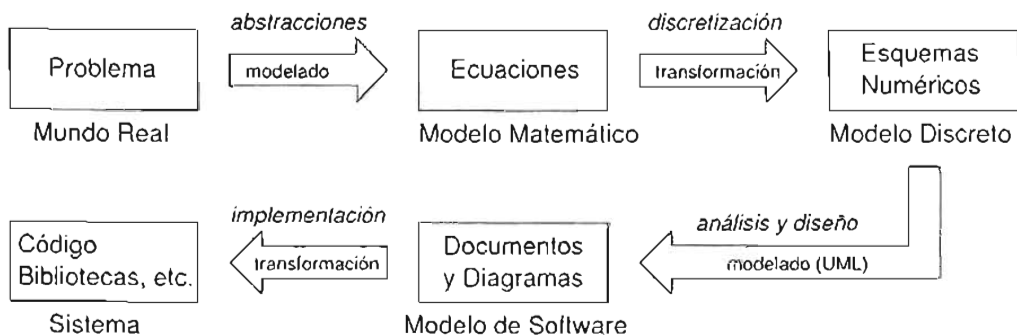 abstracciones
discretización
Problema
modelado
Ecuaciones
transformación
Esquemas
Numéricos
Mundo Real
Modelo Matemático
Modelo Discreto
implementación
análisis y diseño
Código
Bibliotecas, etc.
transformación
Documentos
y Diagramas
modelado (UML)
Sistema
Modelo de Software